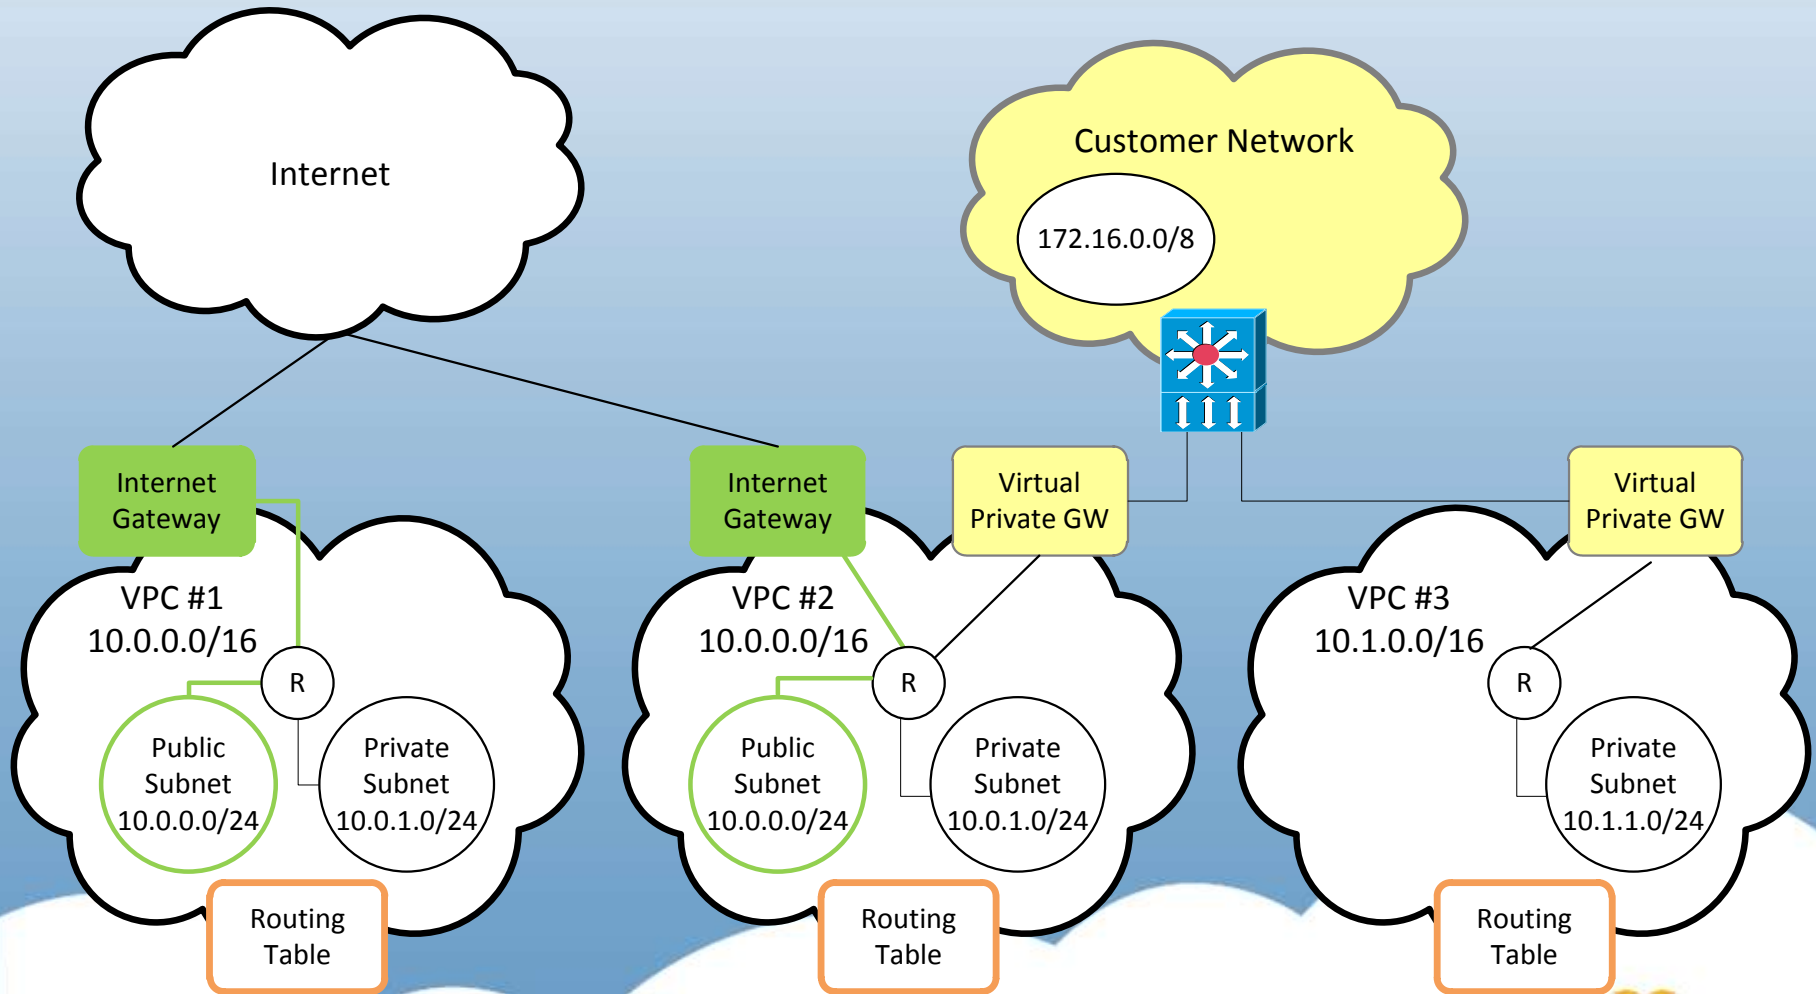 Internet
Customer Network
172.16.0.0/8
Internet
Gateway
Internet
Gateway
Virtual
Private GW
Virtual
Private GW
VPC #1
10.0.0.0/16
R
Public
Subnet
10.0.0.0/24
Private
Subnet
10.0.1.0/24
Routing
Table
VPC #2
10.0.0.0/16
R
Public
Subnet
10.0.0.0/24
Private
Subnet
10.0.1.0/24
Routing
Table
VPC #3
10.1.0.0/16
R
Private
Subnet
10.1.1.0/24
Routing
Table